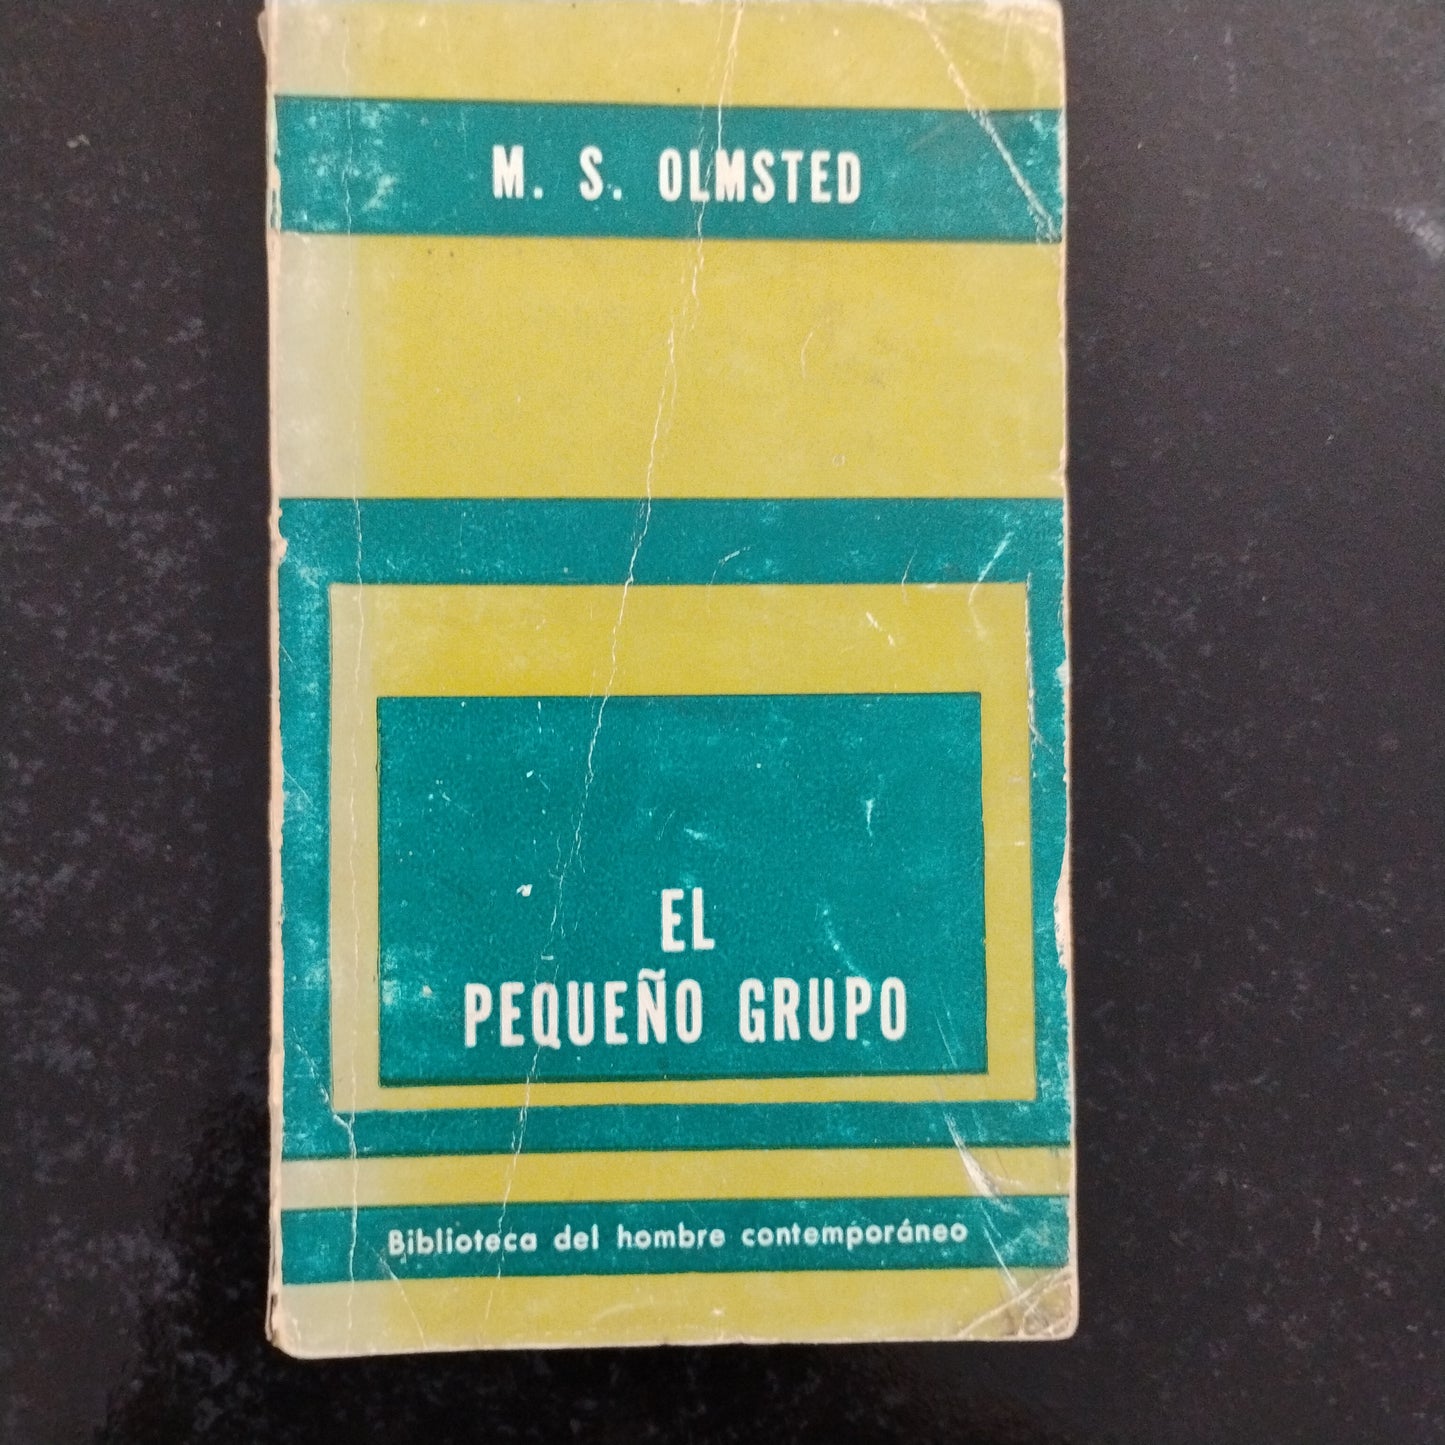 M. S. OLMSTED
EL
PEQUEÑO GRUPO
Biblioteca del hombre contemporáneo